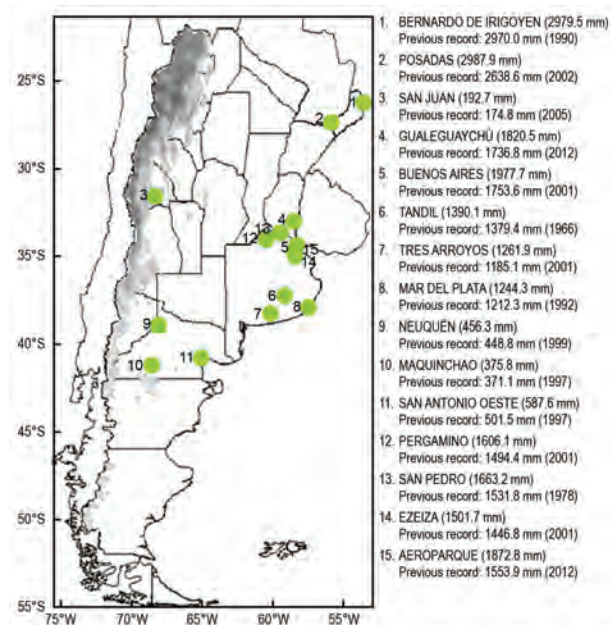 25°S
30°S
35°S
40°S
45°S
50°S
55°S
75°W
70°W
65°W
60°W
55°W
1
2
3
4
13
12
5
15
14
6
7
8
9
10
11
1. BERNARDO DE IRIGOYEN (2979.5 mm)
Previous record: 2970.0 mm (1990)
2. POSADAS (2987.9 mm)
Previous record: 2638.6 mm (2002)
3. SAN JUAN (192.7 mm)
Previous record: 174.8 mm (2005)
4. GUALEGUAYCHÚ (1820.5 mm)
Previous record: 1736.8 mm (2012)
5. BUENOS AIRES (1977.7 mm)
Previous record: 1753.6 mm (2001)
6. TANDIL (1390.1 mm)
Previous record: 1379.4 mm (1966)
7. TRES ARROYOS (1261.9 mm)
Previous record: 1185.1 mm (2001)
8. MAR DEL PLATA (1244.3 mm)
Previous record: 1212.3 mm (1992)
9. NEUQUÉN (456.3 mm)
Previous record: 448.8 mm (1999)
10. MAQUINCHAO (375.8 mm)
Previous record: 371.1 mm (1997)
11. SAN ANTONIO OESTE (587.6 mm)
Previous record: 501.5 mm (1997)
12. PERGAMINO (1606.1 mm)
Previous record: 1494.4 mm (2001)
13. SAN PEDRO (1663.2 mm)
Previous record: 1531.8 mm (1978)
14. EZEIZA (1501.7 mm)
Previous record: 1446.8 mm (2001)
15. AEROPARQUE (1872.8 mm)
Previous record: 1553.9 mm (2012)